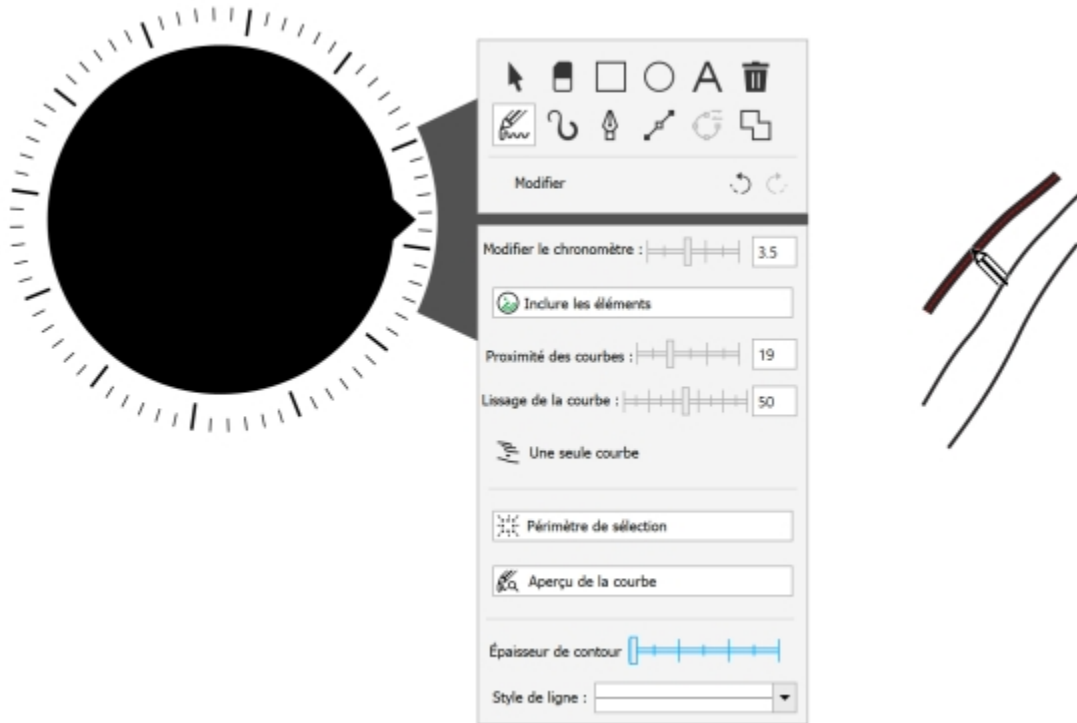 A
Modifier
Modifier le chronomètre : 3.5
Inclure les éléments
Proximité des courbes : 19
Lissage de la courbe : 50
Une seule courbe
Périmètre de sélection
Aperçu de la courbe
Épaisseur de contour
Style de ligne :